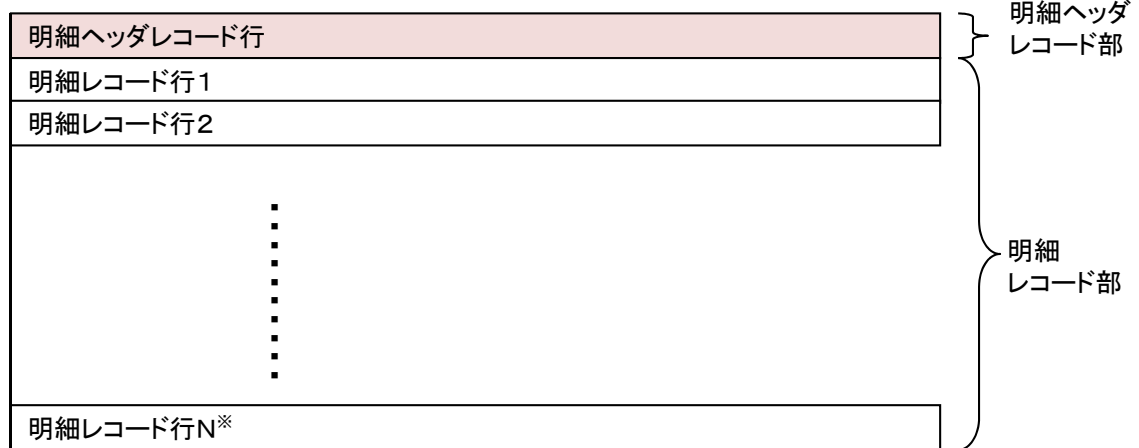 明細ヘッダレコード行
明細ヘッダ
レコード部
明細レコード行1
明細レコード行2
明細
レコード部
明細レコード行N※